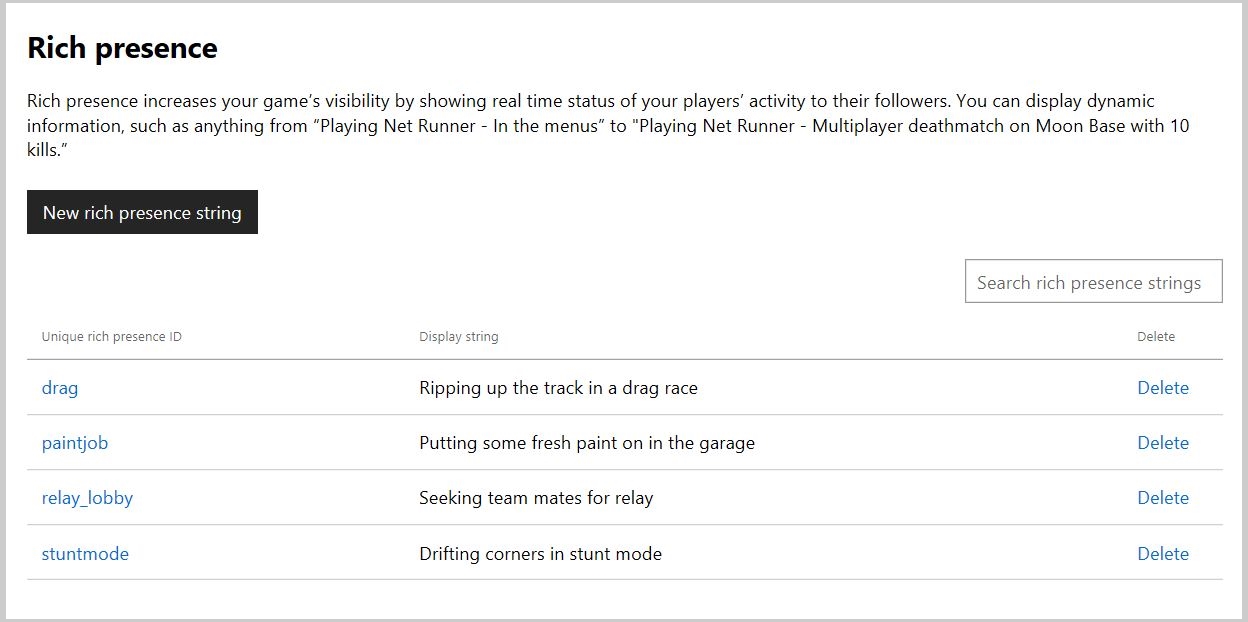 Rich presence
Rich presence increases your game’s visibility by showing real time status of your players’ activity to their followers. You can display dynamic
information, such as anything from “Playing Net Runner - In the menus” to "Playing Net Runner - Multiplayer deathmatch on Moon Base with 10
kills.”
New rich presence string
Search rich presence strings
Unique rich presence ID Display string Delete
drag Ripping up the track in a drag race Delete
paintjob Putting some fresh paint on in the garage Delete
relay_lobby Seeking team mates for relay Delete
stuntmode Drifting corners in stunt mode Delete